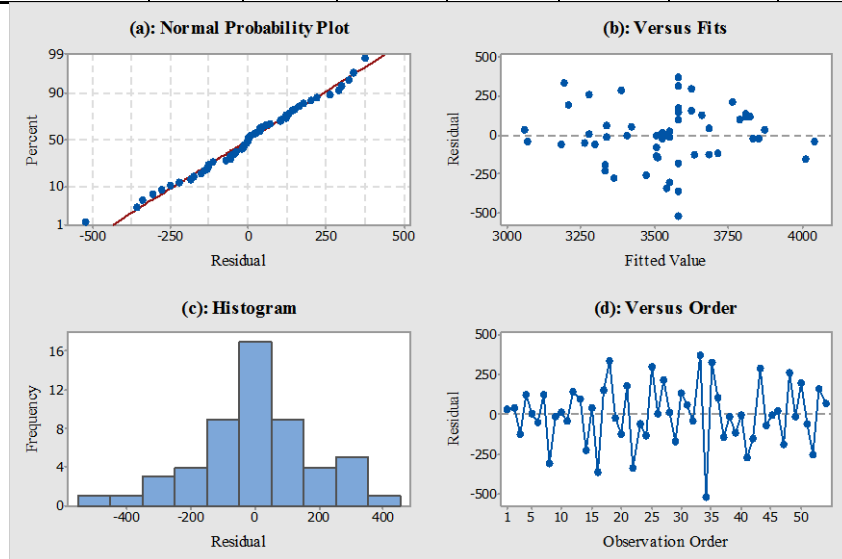 (a): Normal Probability Plot
99
90
50
10
1
Percent
-500 -250 0 250 500
Residual
(b): Versus Fits
500
250
0
-250
-500
Residual
3000 3250 3500 3750 4000
Fitted Value
(c): Histogram
16
12
8
4
0
Frequency
-400 -200 0 200 400
Residual
(d): Versus Order
500
250
0
-250
-500
Residual
1 5 10 15 20 25 30 35 40 45 50
Observation Order